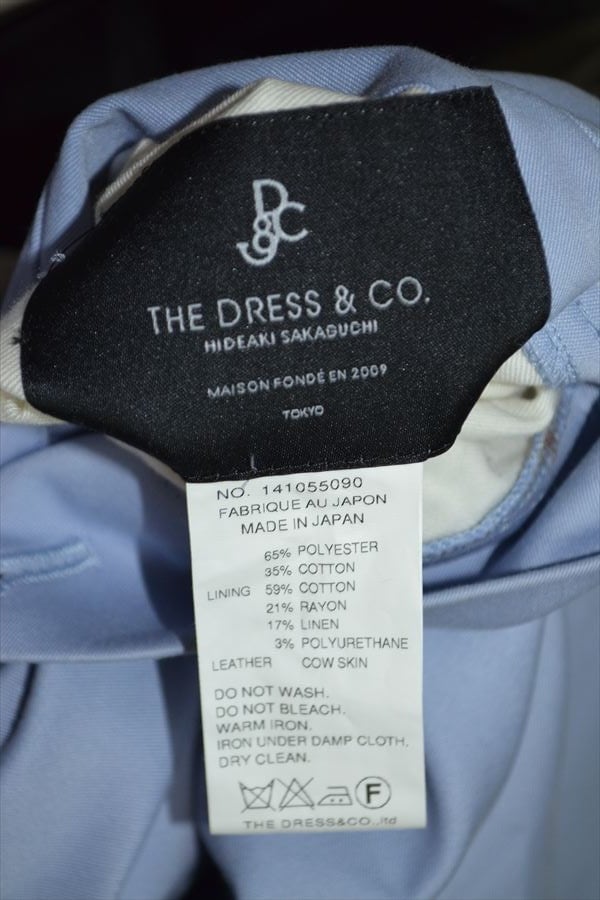 D&CO
THE DRESS & CO.
HIDEAKI SAKAGUCHI
MAISON FONDÉ EN 2009
TOKYO
NO. 141055090
FABRIQUE AU JAPON
MADE IN JAPAN
65% POLYESTER
35% COTTON
LINING 59% COTTON
21% RAYON
17% LINEN
3% POLYURETHANE
LEATHER COW SKIN
DO NOT WASH.
DO NOT BLEACH.
WARM IRON.
IRON UNDER DAMP CLOTH.
DRY CLEAN.
F
THE DRESS&CO.,ltd